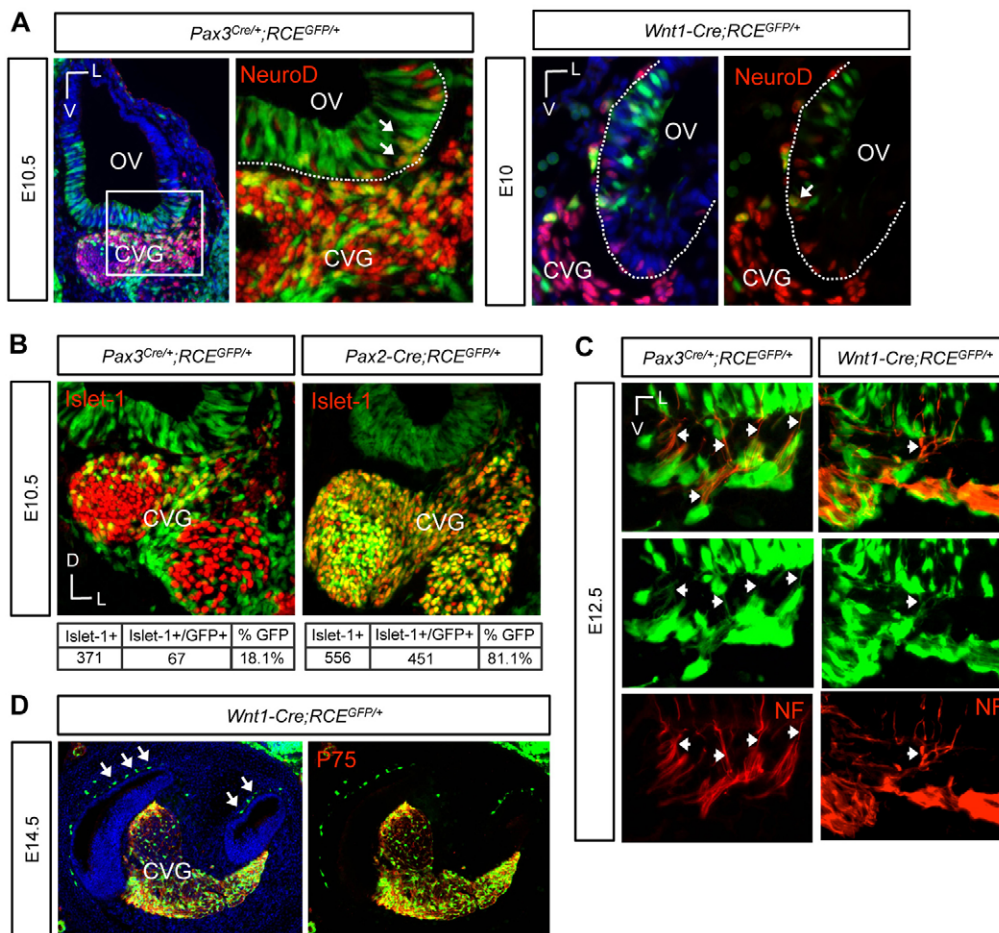 A
Pax3Cre/+;RCEGFP/+
Wnt1-Cre;RCEGFP/+
E10.5
L
V
OV
CVG
NeuroD
OV
CVG
E10
L
V
OV
CVG
NeuroD
OV
CVG
B
Pax3Cre/+;RCEGFP/+
Pax2-Cre;RCEGFP/+
E10.5
Islet-1
CVG
D
L
Islet-1
CVG
Islet-1+ Islet-1+/GFP+ % GFP
371 67 18.1%
Islet-1+ Islet-1+/GFP+ % GFP
556 451 81.1%
C
Pax3Cre/+;RCEGFP/+
Wnt1-Cre;RCEGFP/+
E12.5
L
V
NF
NF
D
Wnt1-Cre;RCEGFP/+
E14.5
CVG
P75